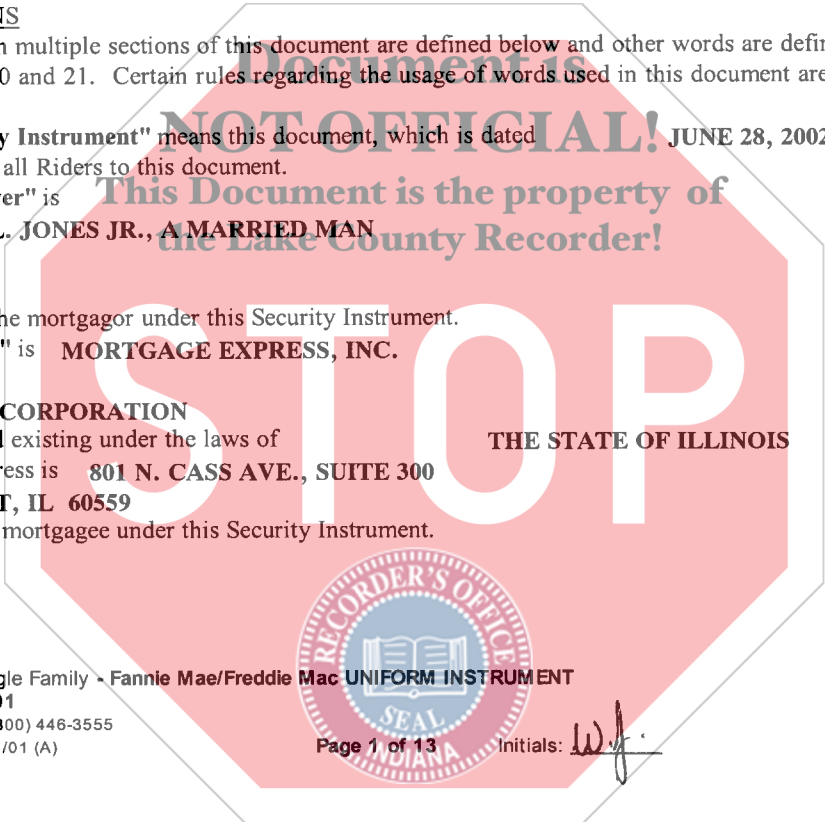 NS
n multiple sections of this document are defined below and other words are defin
Document is
0 and 21. Certain rules regarding the usage of words used in this document are
NOT OFFICIAL!
y Instrument" means this document, which is dated JUNE 28, 2002
all Riders to this document.
This Document is the property of
er" is
L. JONES JR., A MARRIED MAN
the Lake County Recorder!
he mortgagor under this Security Instrument.
" is MORTGAGE EXPRESS, INC.
STOP
CORPORATION
d existing under the laws of THE STATE OF ILLINOIS
ress is 801 N. CASS AVE., SUITE 300
T, IL 60559
mortgagee under this Security Instrument.
RECORDER'S OFFICE
gle Family - Fannie Mae/Freddie Mac UNIFORM INSTRUMENT
01
800) 446-3555
SEAL
/01 (A)
Page 1 of 13 Initials: W.J.
INDIANA